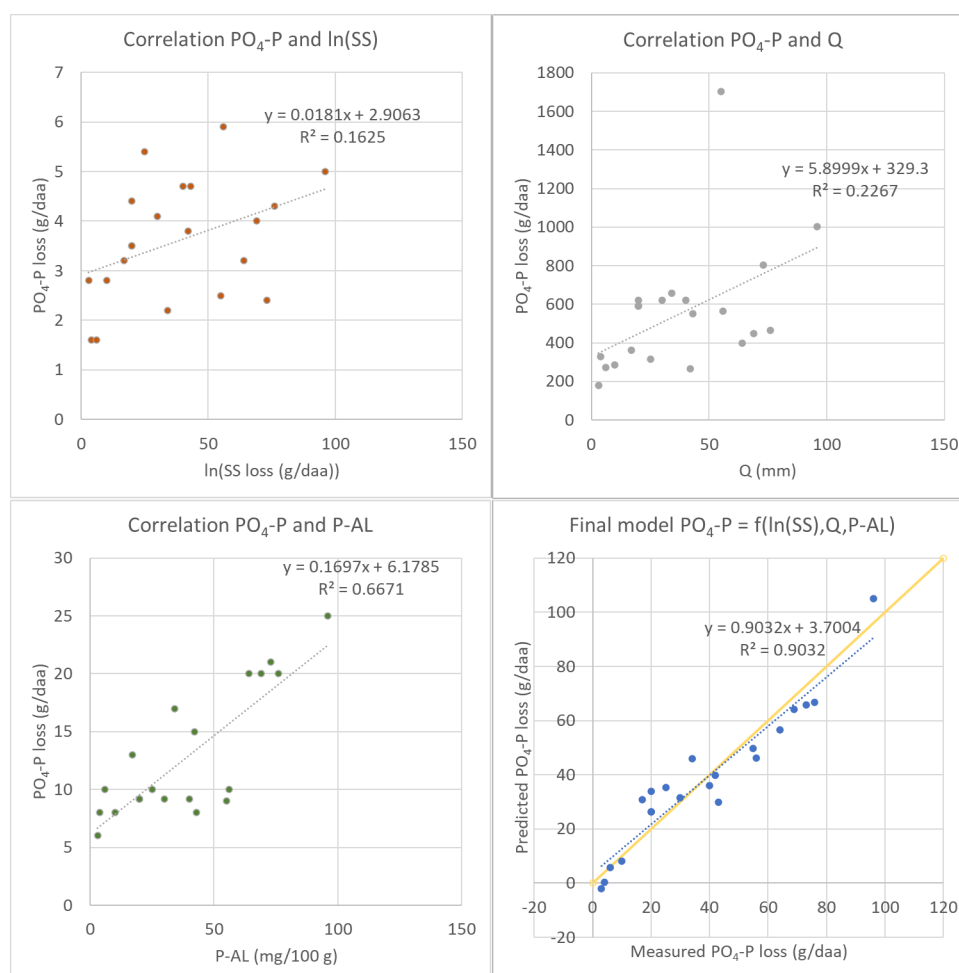 Correlation PO₄-P and ln(SS)
7
6
5
4
3
2
1
0
y = 0.0181x + 2.9063
R² = 0.1625
PO₄-P loss (g/daa)
0 50 100 150
ln(SS loss (g/daa))
Correlation PO₄-P and Q
1800
1600
1400
1200
1000
800
600
400
200
0
y = 5.8999x + 329.3
R² = 0.2267
PO₄-P loss (g/daa)
0 50 100 150
Q (mm)
Correlation PO₄-P and P-AL
30
25
20
15
10
5
0
y = 0.1697x + 6.1785
R² = 0.6671
PO₄-P loss (g/daa)
0 50 100 150
P-AL (mg/100 g)
Final model PO₄-P = f(ln(SS),Q,P-AL)
120
100
80
60
40
20
0
-20
y = 0.9032x + 3.7004
R² = 0.9032
Predicted PO₄-P loss (g/daa)
-20 0 20 40 60 80 100 120
Measured PO₄-P loss (g/daa)